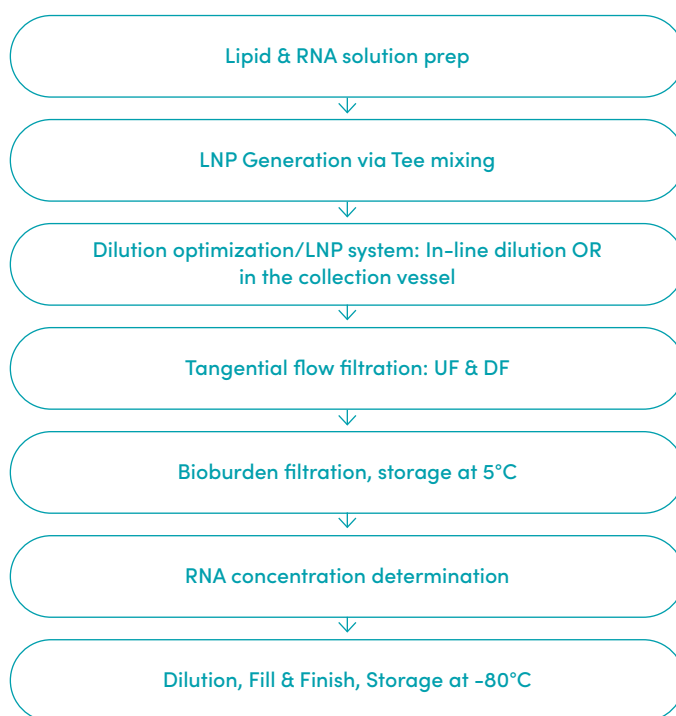 Lipid & RNA solution prep
LNP Generation via Tee mixing
Dilution optimization/LNP system: In-line dilution OR
in the collection vessel
Tangential flow filtration: UF & DF
Bioburden filtration, storage at 5°C
RNA concentration determination
Dilution, Fill & Finish, Storage at -80°C